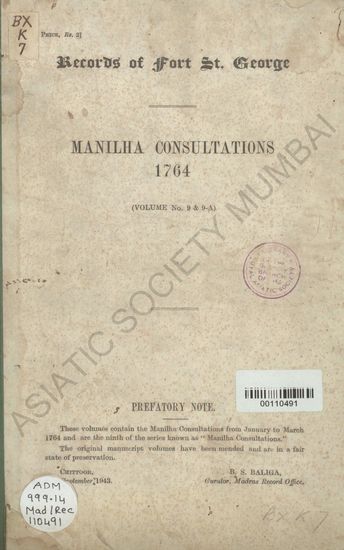 BX
K
7
[PRICE, Re. 2]
Records of Fort St. George
MANILHA CONSULTATIONS
1764
(VOLUME No. 9 & 9-A)
ASIATIC SOCIETY MUMBAI
PREFATORY NOTE.
These volumes contain the Manilha Consultations from January to March
1764 and are the ninth of the series known as “ Manilha Consultations.”
The original manuscript volumes have been mended and are in a fair
state of preservation.
CHITTOOR,
September, 1943.
B. S. BALIGA,
Curator, Madras Record Office.
00110491
ADM
999.14
Mad/Rec
110491
BX K 7